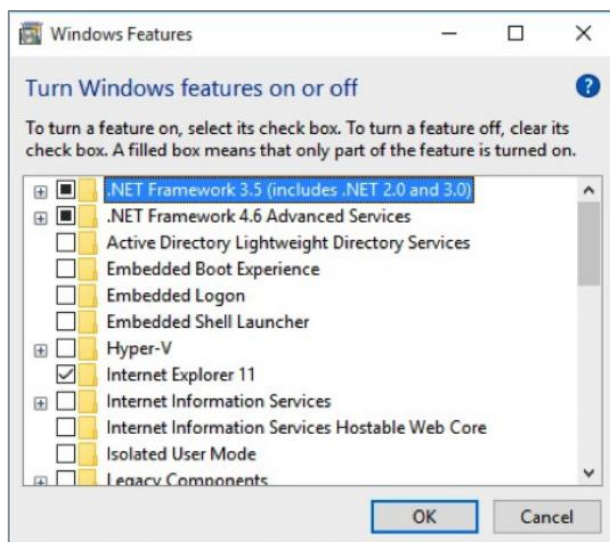 Windows Features
Turn Windows features on or off
?
To turn a feature on, select its check box. To turn a feature off, clear its
check box. A filled box means that only part of the feature is turned on.
.NET Framework 3.5 (includes .NET 2.0 and 3.0)
.NET Framework 4.6 Advanced Services
Active Directory Lightweight Directory Services
Embedded Boot Experience
Embedded Logon
Embedded Shell Launcher
Hyper-V
Internet Explorer 11
Internet Information Services
Internet Information Services Hostable Web Core
Isolated User Mode
Legacy Components
OK Cancel